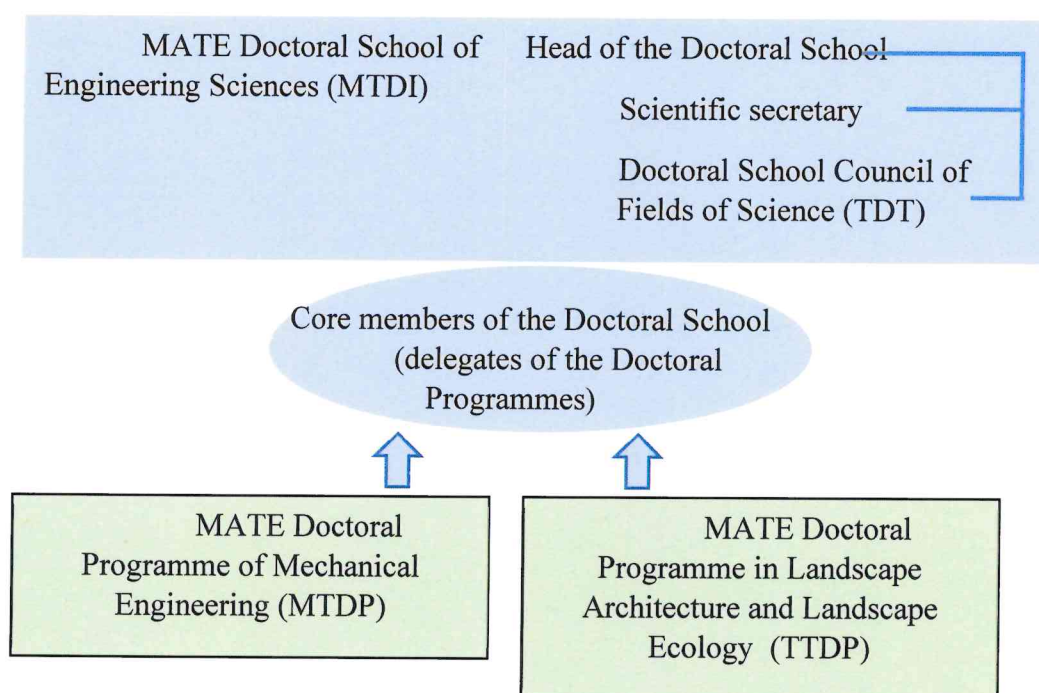 MATE Doctoral School of
Engineering Sciences (MTDI)
Head of the Doctoral School
Scientific secretary
Doctoral School Council of
Fields of Science (TDT)
Core members of the Doctoral School
(delegates of the Doctoral
Programmes)
MATE Doctoral
Programme of Mechanical
Engineering (MTDP)
MATE Doctoral
Programme in Landscape
Architecture and Landscape
Ecology (TTDP)